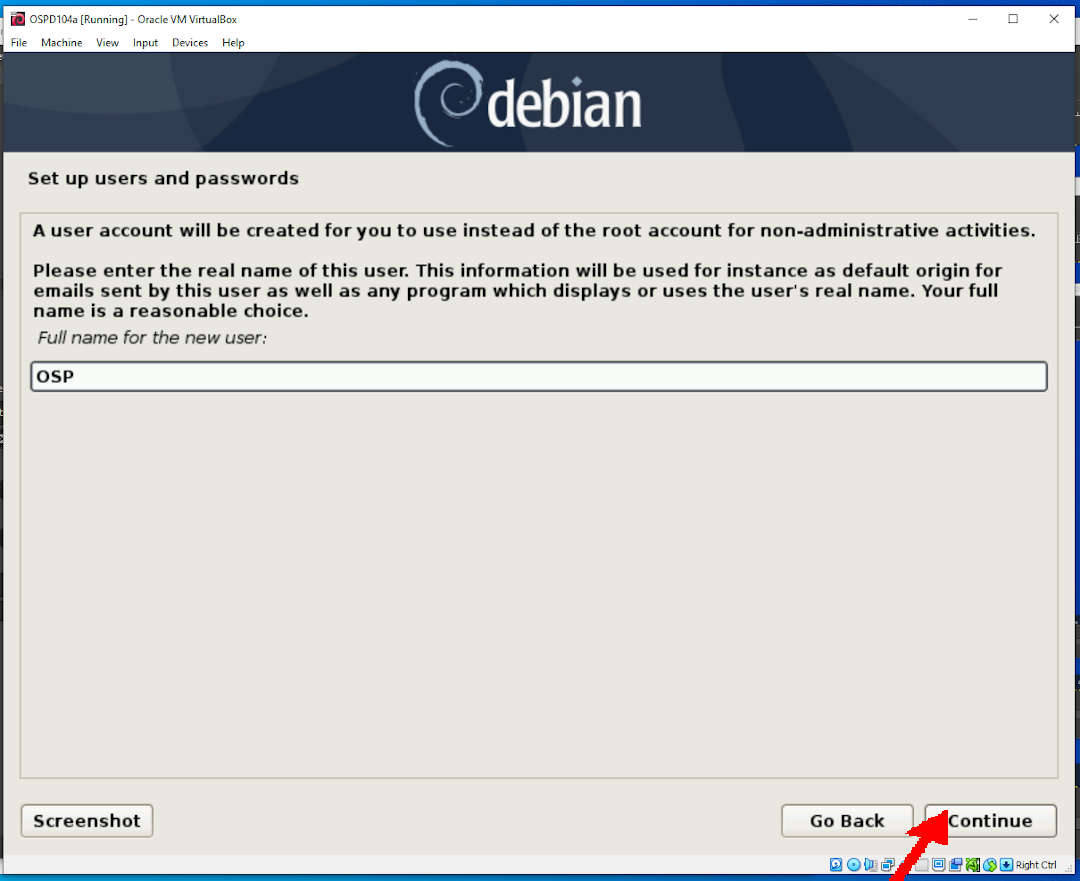 OSPD104a [Running] - Oracle VM VirtualBox
File Machine View Input Devices Help
debian
Set up users and passwords
A user account will be created for you to use instead of the root account for non-administrative activities.
Please enter the real name of this user. This information will be used for instance as default origin for
emails sent by this user as well as any program which displays or uses the user's real name. Your full
name is a reasonable choice.
Full name for the new user:
OSP
Screenshot
Go Back
Continue
Right Ctrl